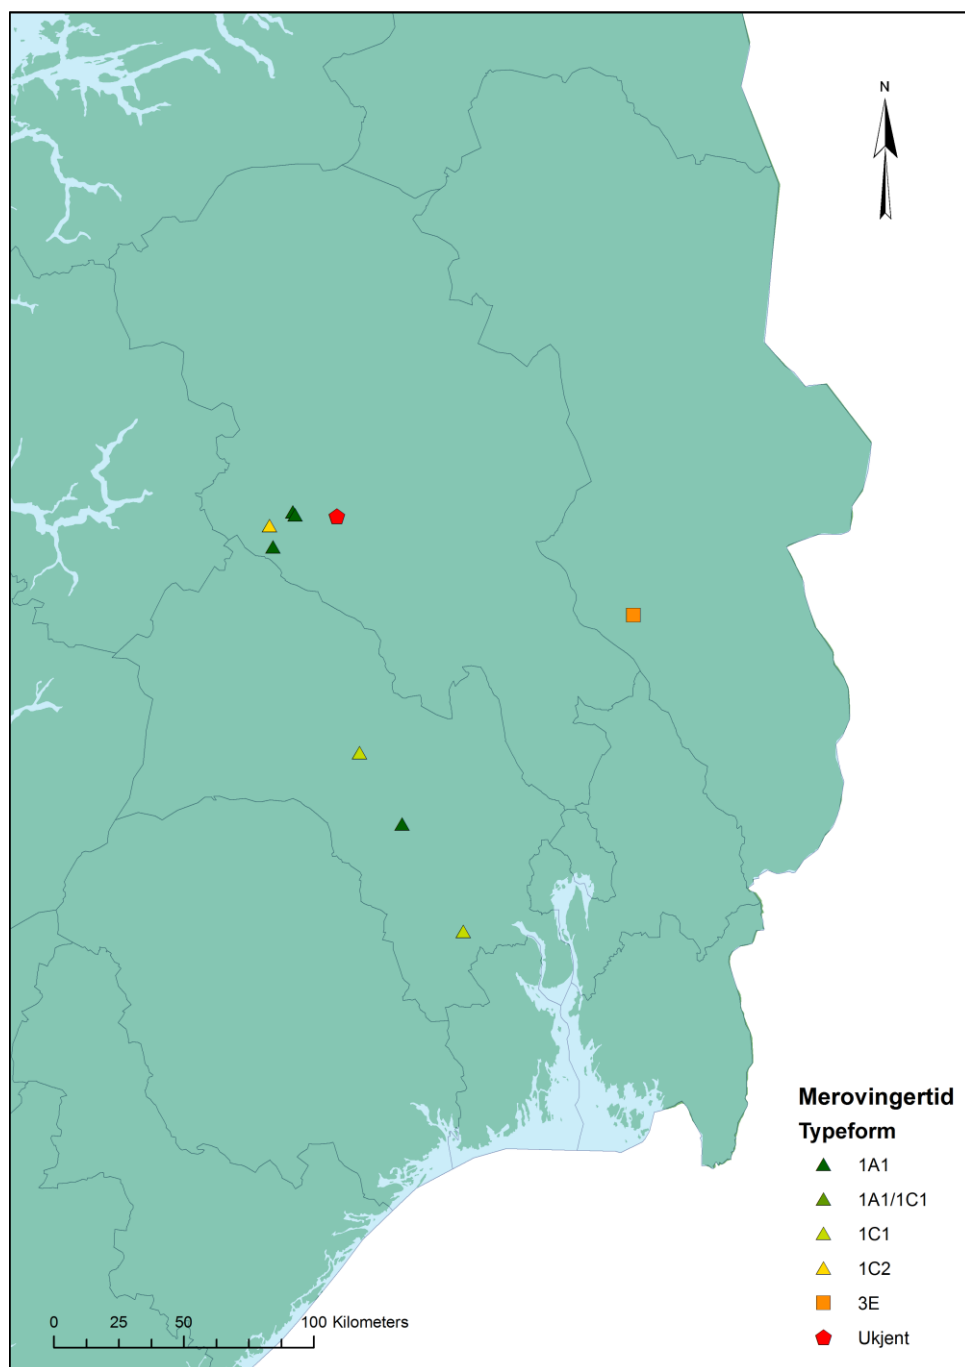 N
Merovingertid
Typeform
1A1
1A1/1C1
1C1
1C2
3E
Ukjent
0 25 50 100 Kilometers